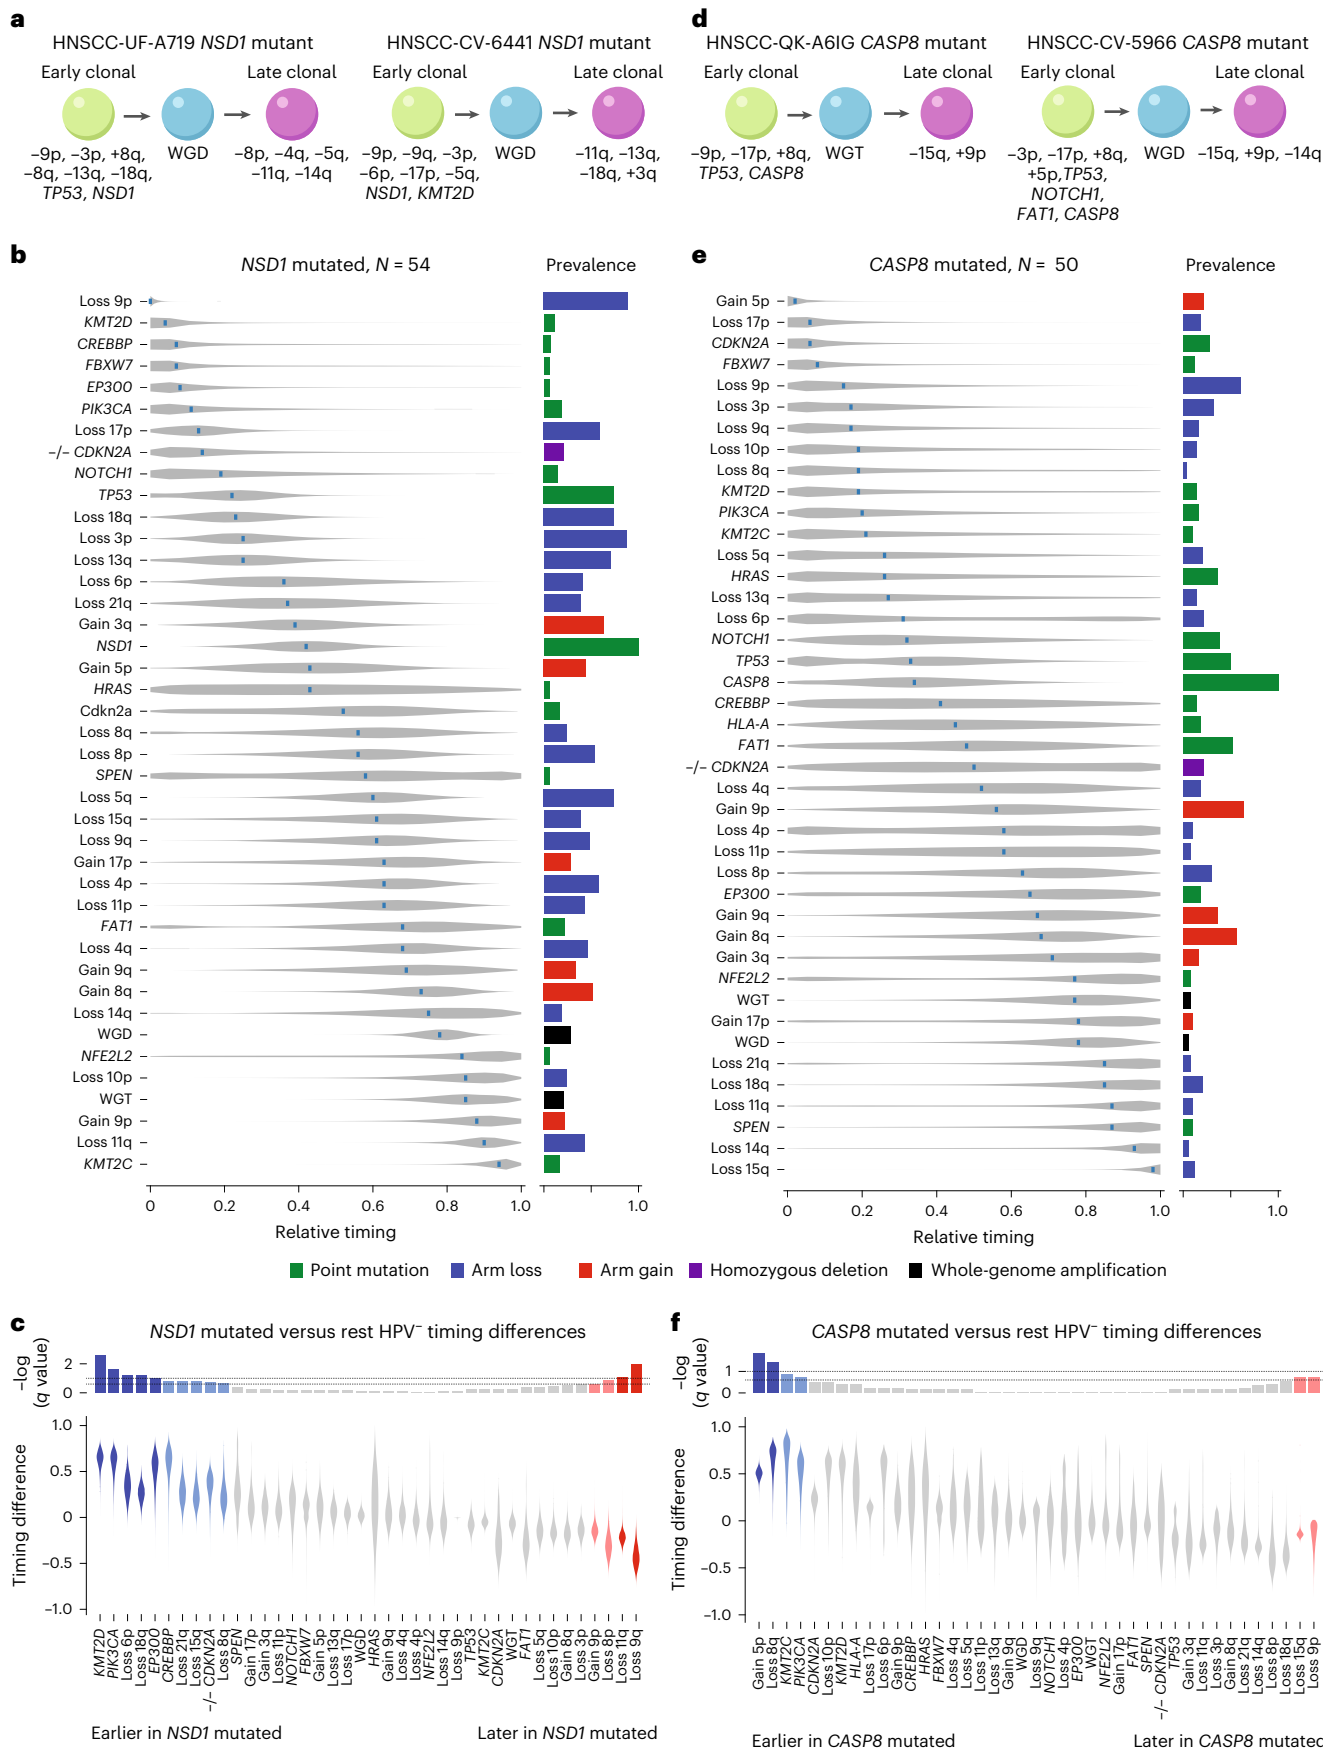 a
HNSCC-UF-A719 NSD1 mutant
Early clonal
Late clonal
–9p, –3p, +8q,
–8q, –13q, –18q,
TP53, NSD1
WGD
–8p, –4q, –5q,
–11q, –14q
HNSCC-CV-6441 NSD1 mutant
Early clonal
Late clonal
–9p, –9q, –3p,
–6p, –17p, –5q,
NSD1, KMT2D
WGD
–11q, –13q,
–18q, +3q
d
HNSCC-QK-A6IG CASP8 mutant
Early clonal
Late clonal
–9p, –17p, +8q,
TP53, CASP8
WGT
–15q, +9p
HNSCC-CV-5966 CASP8 mutant
Early clonal
Late clonal
–3p, –17p, +8q,
+5p,TP53,
NOTCH1,
FAT1, CASP8
WGD
–15q, +9p, –14q
b
NSD1 mutated, N = 54
Prevalence
Loss 9p
KMT2D
CREBBP
FBXW7
EP300
PIK3CA
Loss 17p
–/– CDKN2A
NOTCH1
TP53
Loss 18q
Loss 3p
Loss 13q
Loss 6p
Loss 21q
Gain 3q
NSD1
Gain 5p
HRAS
Cdkn2a
Loss 8q
Loss 8p
SPEN
Loss 5q
Loss 15q
Loss 9q
Gain 17p
Loss 4p
Loss 11p
FAT1
Loss 4q
Gain 9q
Gain 8q
Loss 14q
WGD
NFE2L2
Loss 10p
WGT
Gain 9p
Loss 11q
KMT2C
0 0.2 0.4 0.6 0.8 1.0
1.0
Relative timing
e
CASP8 mutated, N = 50
Prevalence
Gain 5p
Loss 17p
CDKN2A
FBXW7
Loss 9p
Loss 3p
Loss 9q
Loss 10p
Loss 8q
KMT2D
PIK3CA
KMT2C
Loss 5q
HRAS
Loss 13q
Loss 6p
NOTCH1
TP53
CASP8
CREBBP
HLA-A
FAT1
–/– CDKN2A
Loss 4q
Gain 9p
Loss 4p
Loss 11p
Loss 8p
EP300
Gain 9q
Gain 8q
Gain 3q
NFE2L2
WGT
Gain 17p
WGD
Loss 21q
Loss 18q
Loss 11q
SPEN
Loss 14q
Loss 15q
0 0.2 0.4 0.6 0.8 1.0
1.0
Relative timing
Point mutation Arm loss Arm gain Homozygous deletion Whole-genome amplification
c
NSD1 mutated versus rest HPV– timing differences
–log
(q value)
2
0
Timing difference
1.0
0.5
0
–0.5
–1.0
KMT2D
PIK3CA
Loss 6p
Loss 18q
EP300
CREBBP
Loss 21q
Loss 15q
–/– CDKN2A
Loss 8q
SPEN
Gain 17p
Gain 3q
Loss 11p
NOTCH1
FBXW7
Gain 5p
Loss 13q
Loss 17p
WGD
HRAS
Gain 9q
Loss 4q
Loss 4p
NFE2L2
Loss 14q
Loss 9p
TP53
KMT2C
CDKN2A
WGT
FAT1
Loss 5q
Loss 10p
Gain 8q
Loss 3p
Gain 9p
Loss 8p
Loss 11q
Loss 9q
Earlier in NSD1 mutated
Later in NSD1 mutated
f
CASP8 mutated versus rest HPV– timing differences
–log
(q value)
1
0
Timing difference
1.0
0.5
0
–0.5
–1.0
Gain 5p
Loss 8q
KMT2C
PIK3CA
CDKN2A
Loss 10p
KMT2D
HLA-A
Loss 17p
Loss 6p
Gain 9p
CREBBP
HRAS
FBXW7
Loss 4q
Loss 5q
Loss 11p
Loss 13q
Gain 9q
WGD
Loss 9q
NOTCH1
Loss 4p
EP300
WGT
NFE2L2
Gain 17p
FAT1
SPEN
–/– CDKN2A
TP53
Gain 3q
Loss 11q
Loss 3p
Gain 8q
Loss 21q
Loss 14q
Loss 8p
Loss 18q
Loss 15q
Loss 9p
Earlier in CASP8 mutated
Later in CASP8 mutated